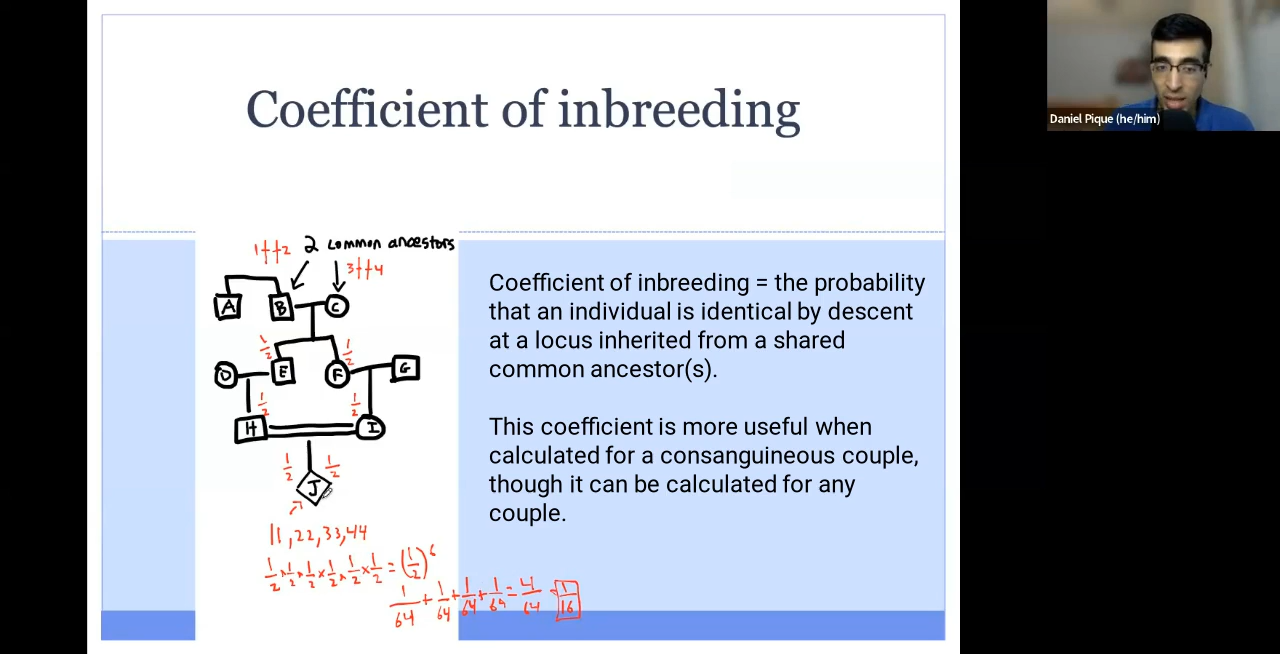 Coefficient of inbreeding
Daniel Pique (he/him)
1 2 2 common ancestors
3 4
A B C
1/2 1/2
D E F G
1/2 1/2
H I
1/2 1/2
J
11, 22, 33, 44
1/2 × 1/2 × 1/2 × 1/2 × 1/2 × 1/2 = (1/2)^6
1/64 + 1/64 + 1/64 + 1/64 = 4/64 = 1/16
Coefficient of inbreeding = the probability
that an individual is identical by descent
at a locus inherited from a shared
common ancestor(s).
This coefficient is more useful when
calculated for a consanguineous couple,
though it can be calculated for any
couple.